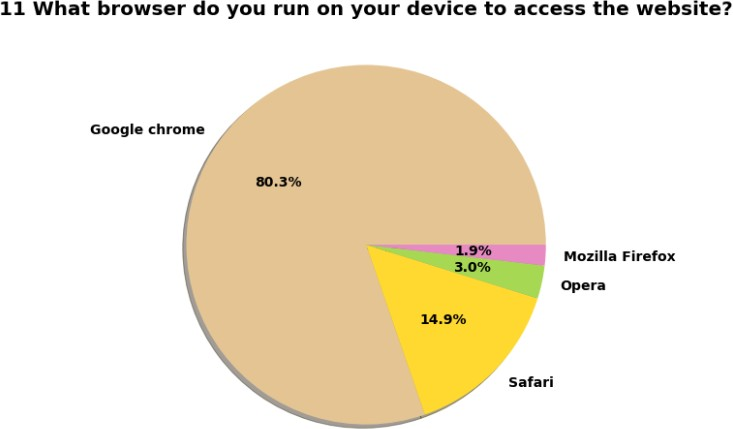 11 What browser do you run on your device to access the website?
Google chrome
80.3%
1.9%
Mozilla Firefox
3.0%
Opera
14.9%
Safari